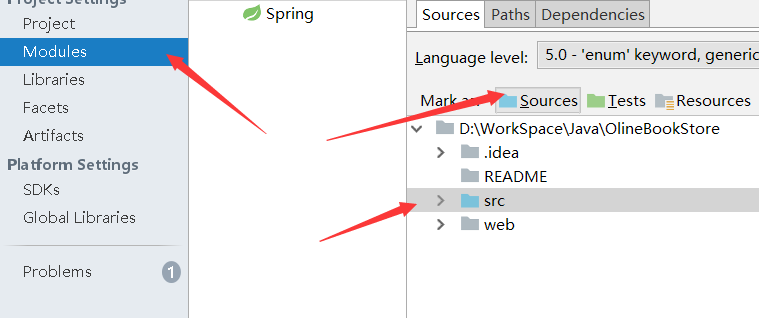 Project Settings
Project
Modules
Libraries
Facets
Artifacts
Platform Settings
SDKs
Global Libraries
Problems 1
Spring
Sources Paths Dependencies
Language level: 5.0 - 'enum' keyword, generic
Mark as: Sources Tests Resources
D:\WorkSpace\Java\OlineBookStore
.idea
README
src
web